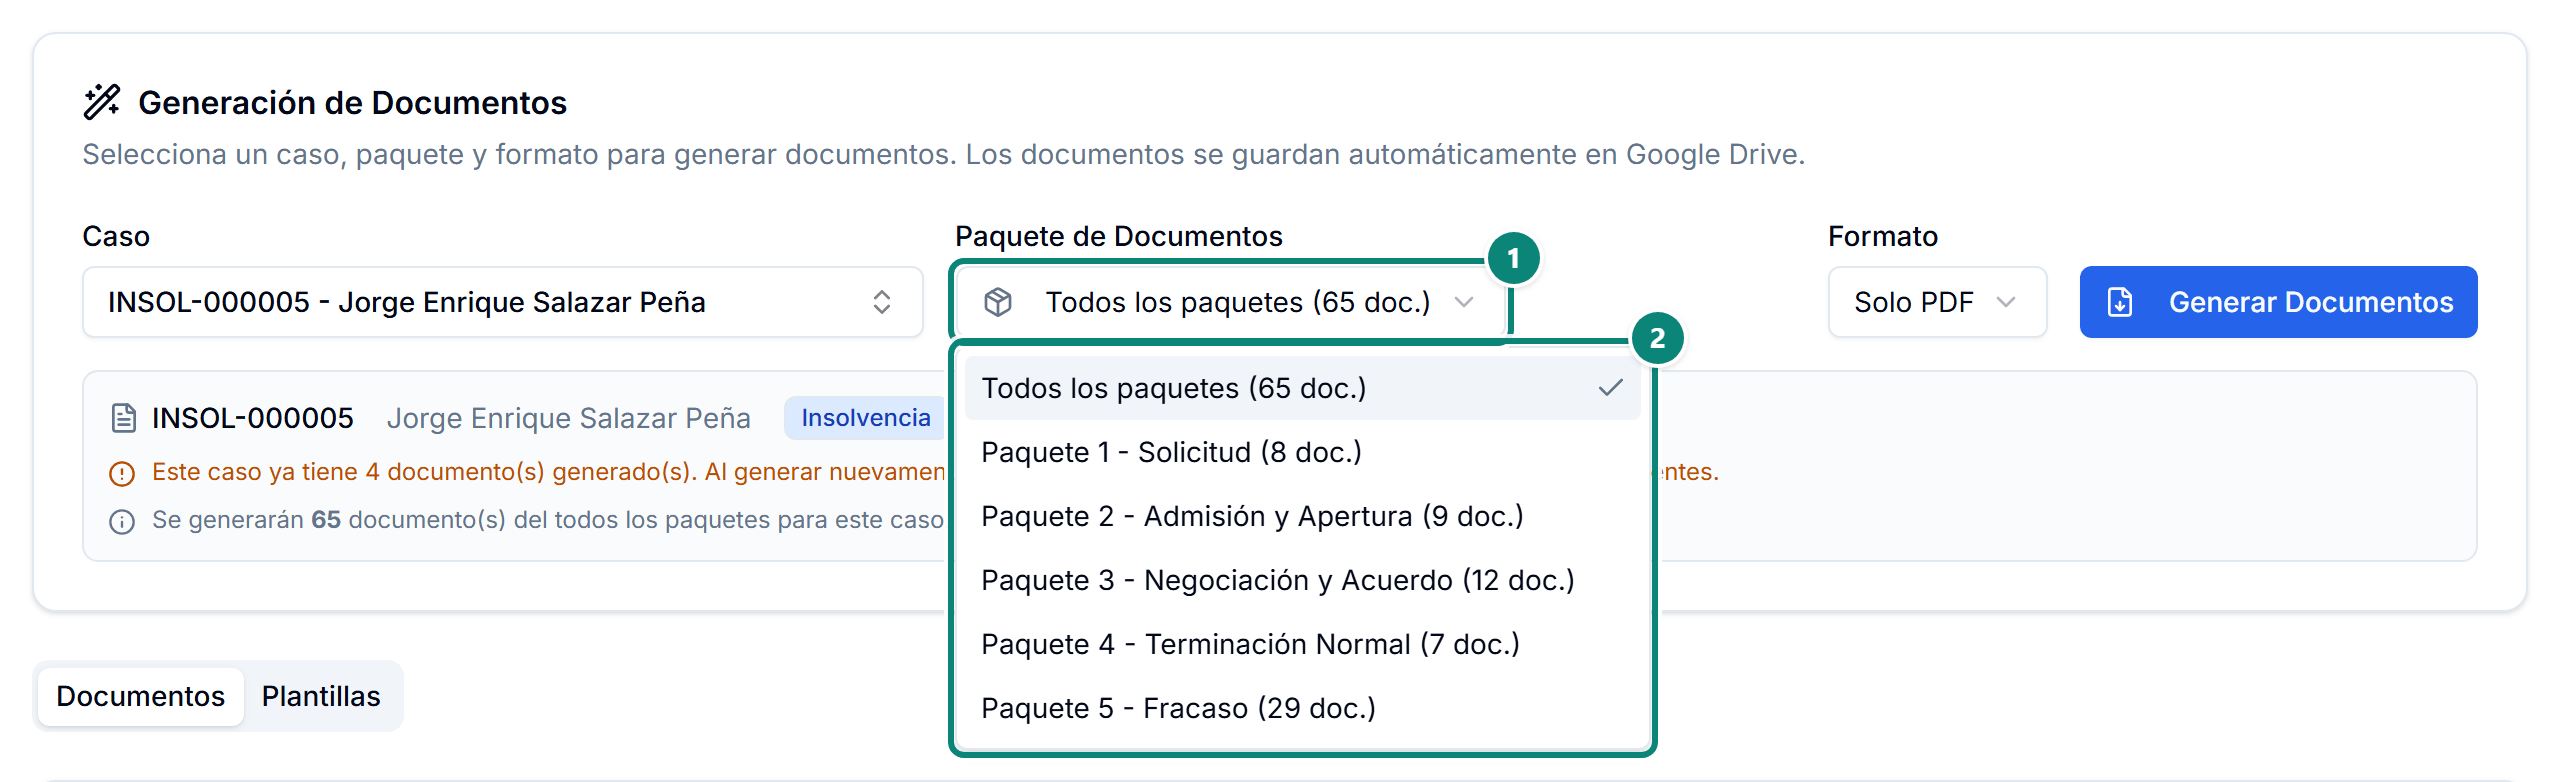 Generación de Documentos
Selecciona un caso, paquete y formato para generar documentos. Los documentos se guardan automáticamente en Google Drive.
Caso
Paquete de Documentos
Formato
INSOL-000005 - Jorge Enrique Salazar Peña
Todos los paquetes (65 doc.)
1
Solo PDF
Generar Documentos
2
Todos los paquetes (65 doc.)
Paquete 1 - Solicitud (8 doc.)
Paquete 2 - Admisión y Apertura (9 doc.)
Paquete 3 - Negociación y Acuerdo (12 doc.)
Paquete 4 - Terminación Normal (7 doc.)
Paquete 5 - Fracaso (29 doc.)
INSOL-000005 Jorge Enrique Salazar Peña Insolvencia
Este caso ya tiene 4 documento(s) generado(s). Al generar
Se generarán 65 documento(s) del todos los paquetes para este caso
Documentos Plantillas